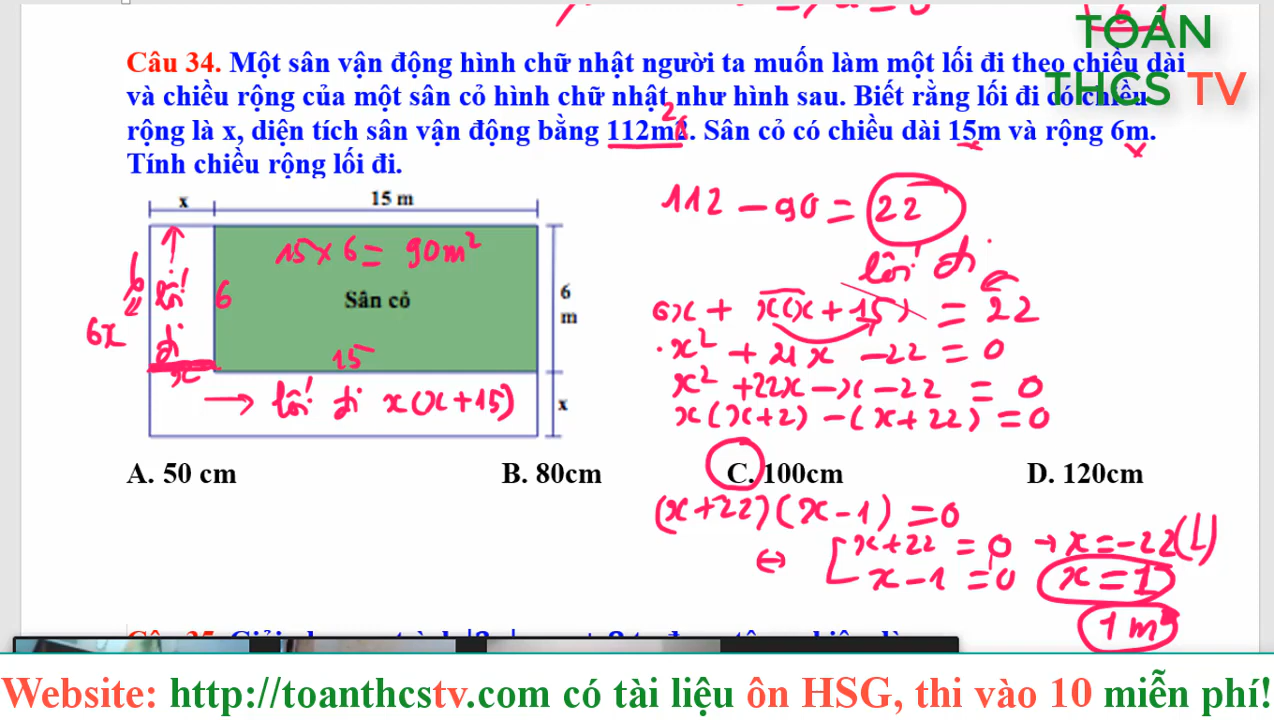 TOÁN
THCS TV
Câu 34. Một sân vận động hình chữ nhật người ta muốn làm một lối đi theo chiều dài
và chiều rộng của một sân cỏ hình chữ nhật như hình sau. Biết rằng lối đi có chiều
rộng là x, diện tích sân vận động bằng 112m2. Sân cỏ có chiều dài 15m và rộng 6m.
Tính chiều rộng lối đi.
x 15 m
112 - 90 = 22
lối đi
15 x 6 = 90m²
6
lối đi
6
Sân cỏ
6 m
6x
15
x
6x + x(x + 15) = 22
x² + 21x - 22 = 0
x² + 22x - x - 22 = 0
x(x+2) - (x+22) = 0
→ lối đi x(x+15)
x
A. 50 cm B. 80cm C. 100cm D. 120cm
(x+22)(x-1) = 0
⇔ [ x+22 = 0 → x = -22 (L)
x - 1 = 0 x = 1
1 m
Website: http://toanthcstv.com có tài liệu ôn HSG, thi vào 10 miễn phí!